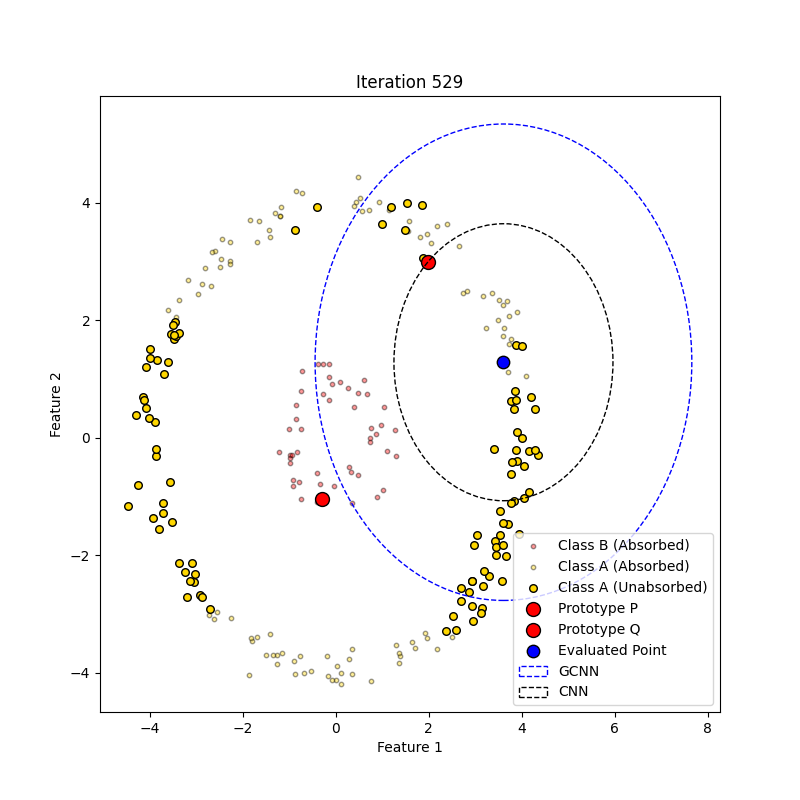 Iteration 529
Feature 2
4
2
0
−2
−4
−4
−2
0
2
4
6
8
Feature 1
Class B (Absorbed)
Class A (Absorbed)
Class A (Unabsorbed)
Prototype P
Prototype Q
Evaluated Point
GCNN
CNN